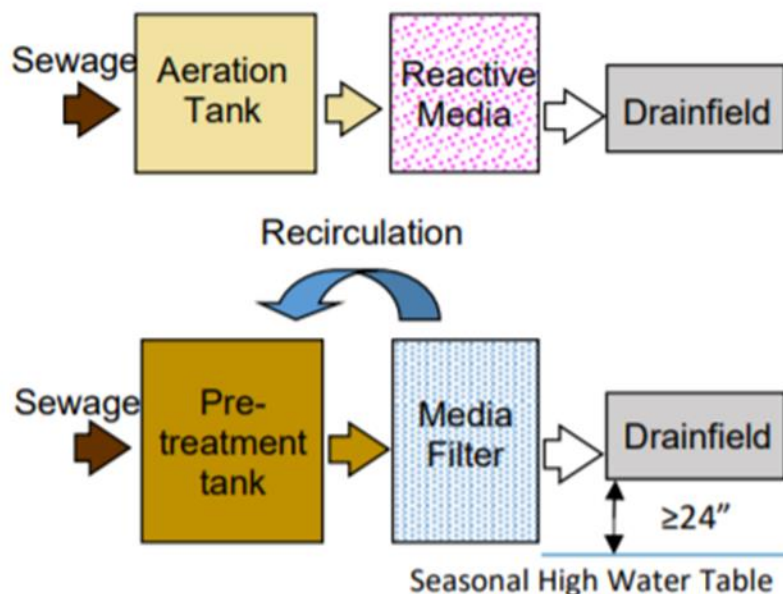 Sewage
Aeration
Tank
Reactive
Media
Drainfield
Recirculation
Sewage
Pre-
treatment
tank
Media
Filter
Drainfield
≥24”
Seasonal High Water Table